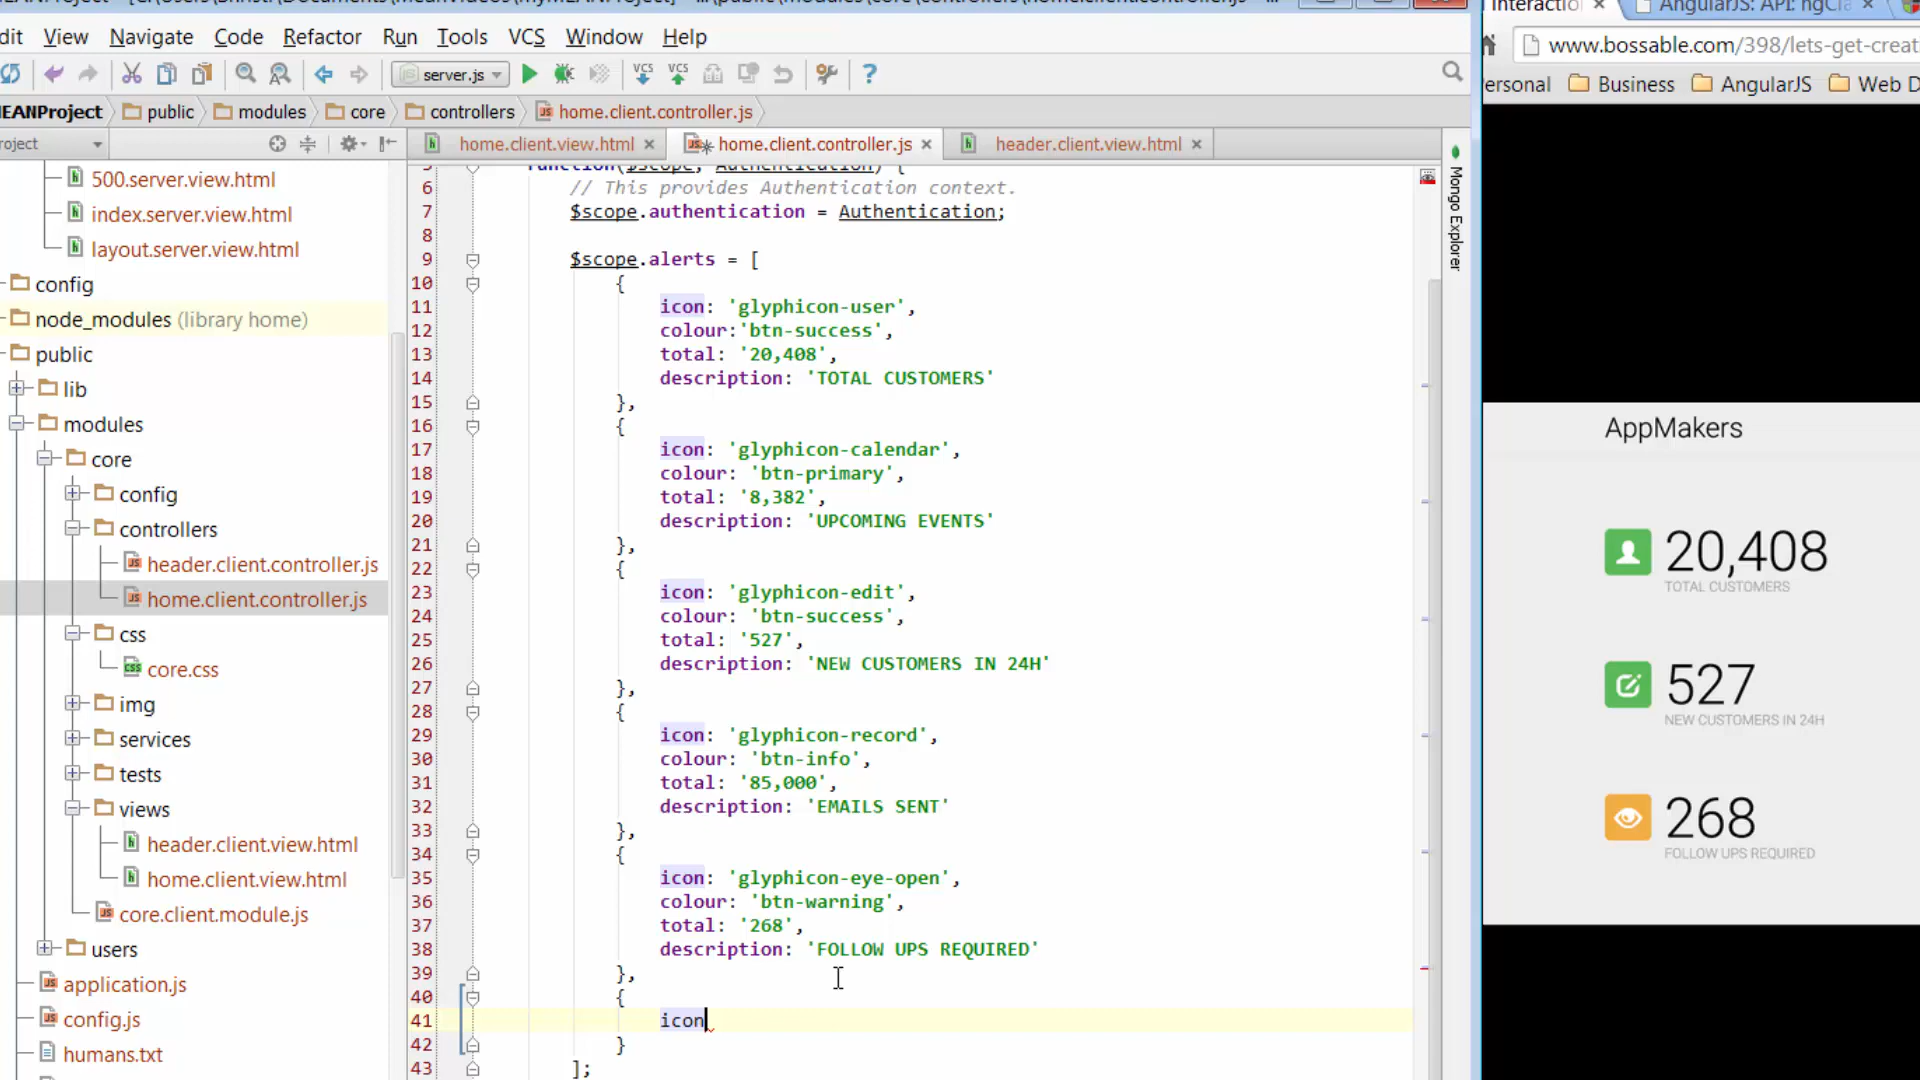 dit View Navigate Code Refactor Run Tools VCS Window Help
server.js VCS VCS ?
EANProject public modules core controllers home.client.controller.js
roject home.client.view.html home.client.controller.js header.client.view.html
500.server.view.html
index.server.view.html
layout.server.view.html
config
node_modules (library home)
public
lib
modules
core
config
controllers
header.client.controller.js
home.client.controller.js
css
core.css
img
services
tests
views
header.client.view.html
home.client.view.html
core.client.module.js
users
application.js
config.js
humans.txt
function($scope, Authentication) {
6 // This provides Authentication context.
7 $scope.authentication = Authentication;
8
9 $scope.alerts = [
10 {
11 icon: 'glyphicon-user',
12 colour:'btn-success',
13 total: '20,408',
14 description: 'TOTAL CUSTOMERS'
15 },
16 {
17 icon: 'glyphicon-calendar',
18 colour: 'btn-primary',
19 total: '8,382',
20 description: 'UPCOMING EVENTS'
21 },
22 {
23 icon: 'glyphicon-edit',
24 colour: 'btn-success',
25 total: '527',
26 description: 'NEW CUSTOMERS IN 24H'
27 },
28 {
29 icon: 'glyphicon-record',
30 colour: 'btn-info',
31 total: '85,000',
32 description: 'EMAILS SENT'
33 },
34 {
35 icon: 'glyphicon-eye-open',
36 colour: 'btn-warning',
37 total: '268',
38 description: 'FOLLOW UPS REQUIRED'
39 },
40 {
41 icon
42 }
43 ];
Mongo Explorer
AngularJS: API: ngCla
www.bossable.com/398/lets-get-creat
ersonal Business AngularJS Web D
AppMakers
20,408
TOTAL CUSTOMERS
527
NEW CUSTOMERS IN 24H
268
FOLLOW UPS REQUIRED